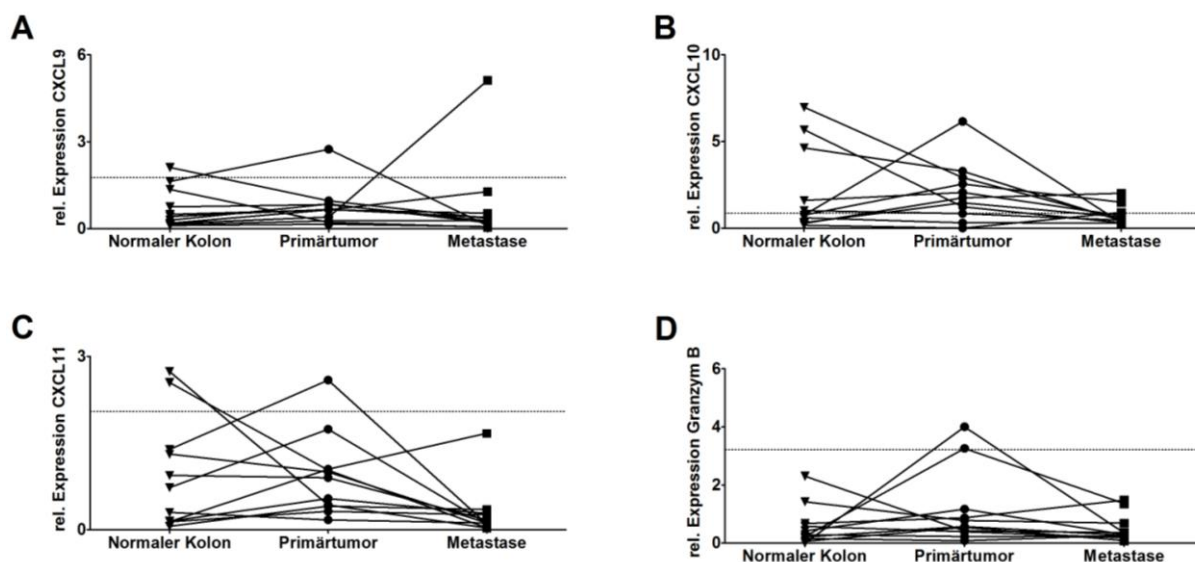 A
rel. Expression CXCL9
6
3
0
Normaler Kolon Primärtumor Metastase
B
rel. Expression CXCL10
10
5
0
Normaler Kolon Primärtumor Metastase
C
rel. Expression CXCL11
3
0
Normaler Kolon Primärtumor Metastase
D
rel. Expression Granzym B
6
4
2
0
Normaler Kolon Primärtumor Metastase